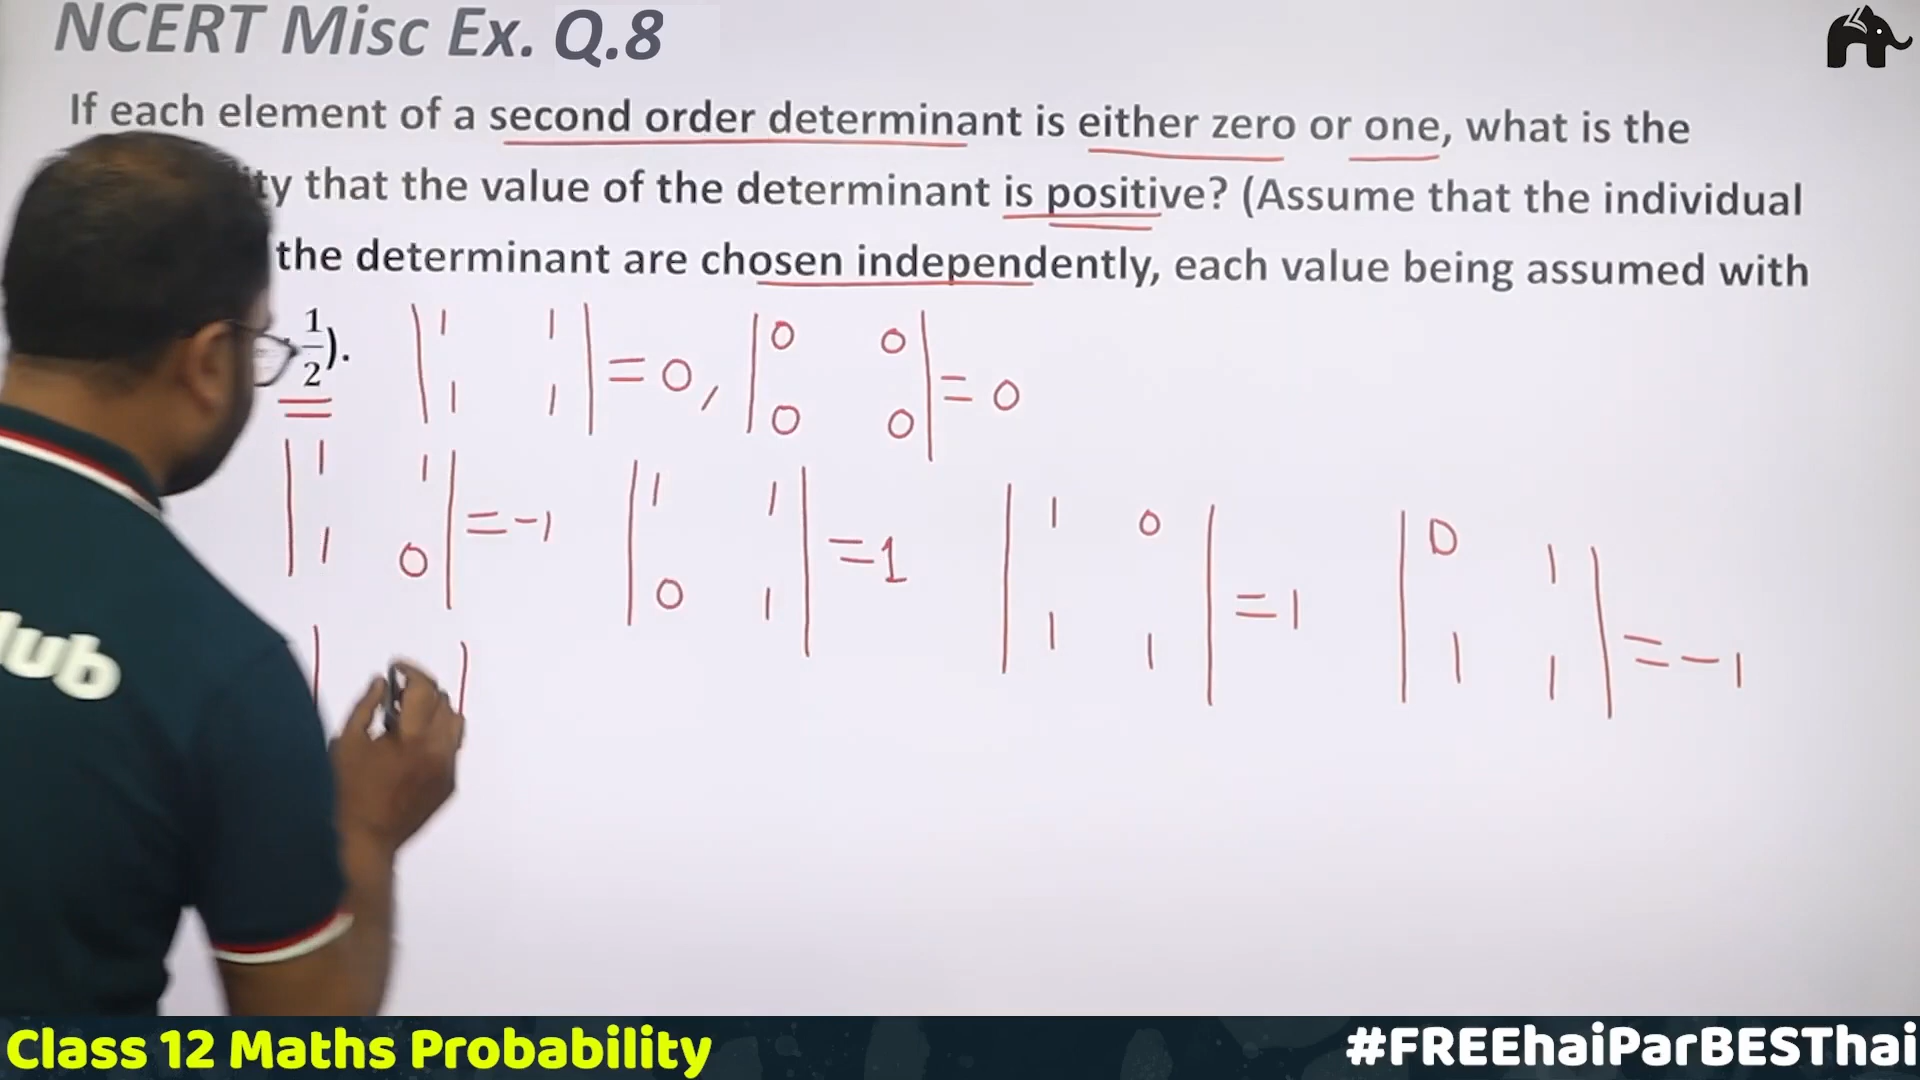 NCERT Misc Ex. Q.8
If each element of a second order determinant is either zero or one, what is the
ty that the value of the determinant is positive? (Assume that the individual
the determinant are chosen independently, each value being assumed with
1/2).
| 1 1 | | 0 0 |
| 1 1 | = 0, | 0 0 | = 0
| 1 1 | | 1 1 | | 1 0 | | 0 1 |
| 1 0 | = -1 | 0 1 | = 1 | 1 1 | = 1 | 1 1 | = -1
lub
Class 12 Maths Probability #FREEhaiParBESThai